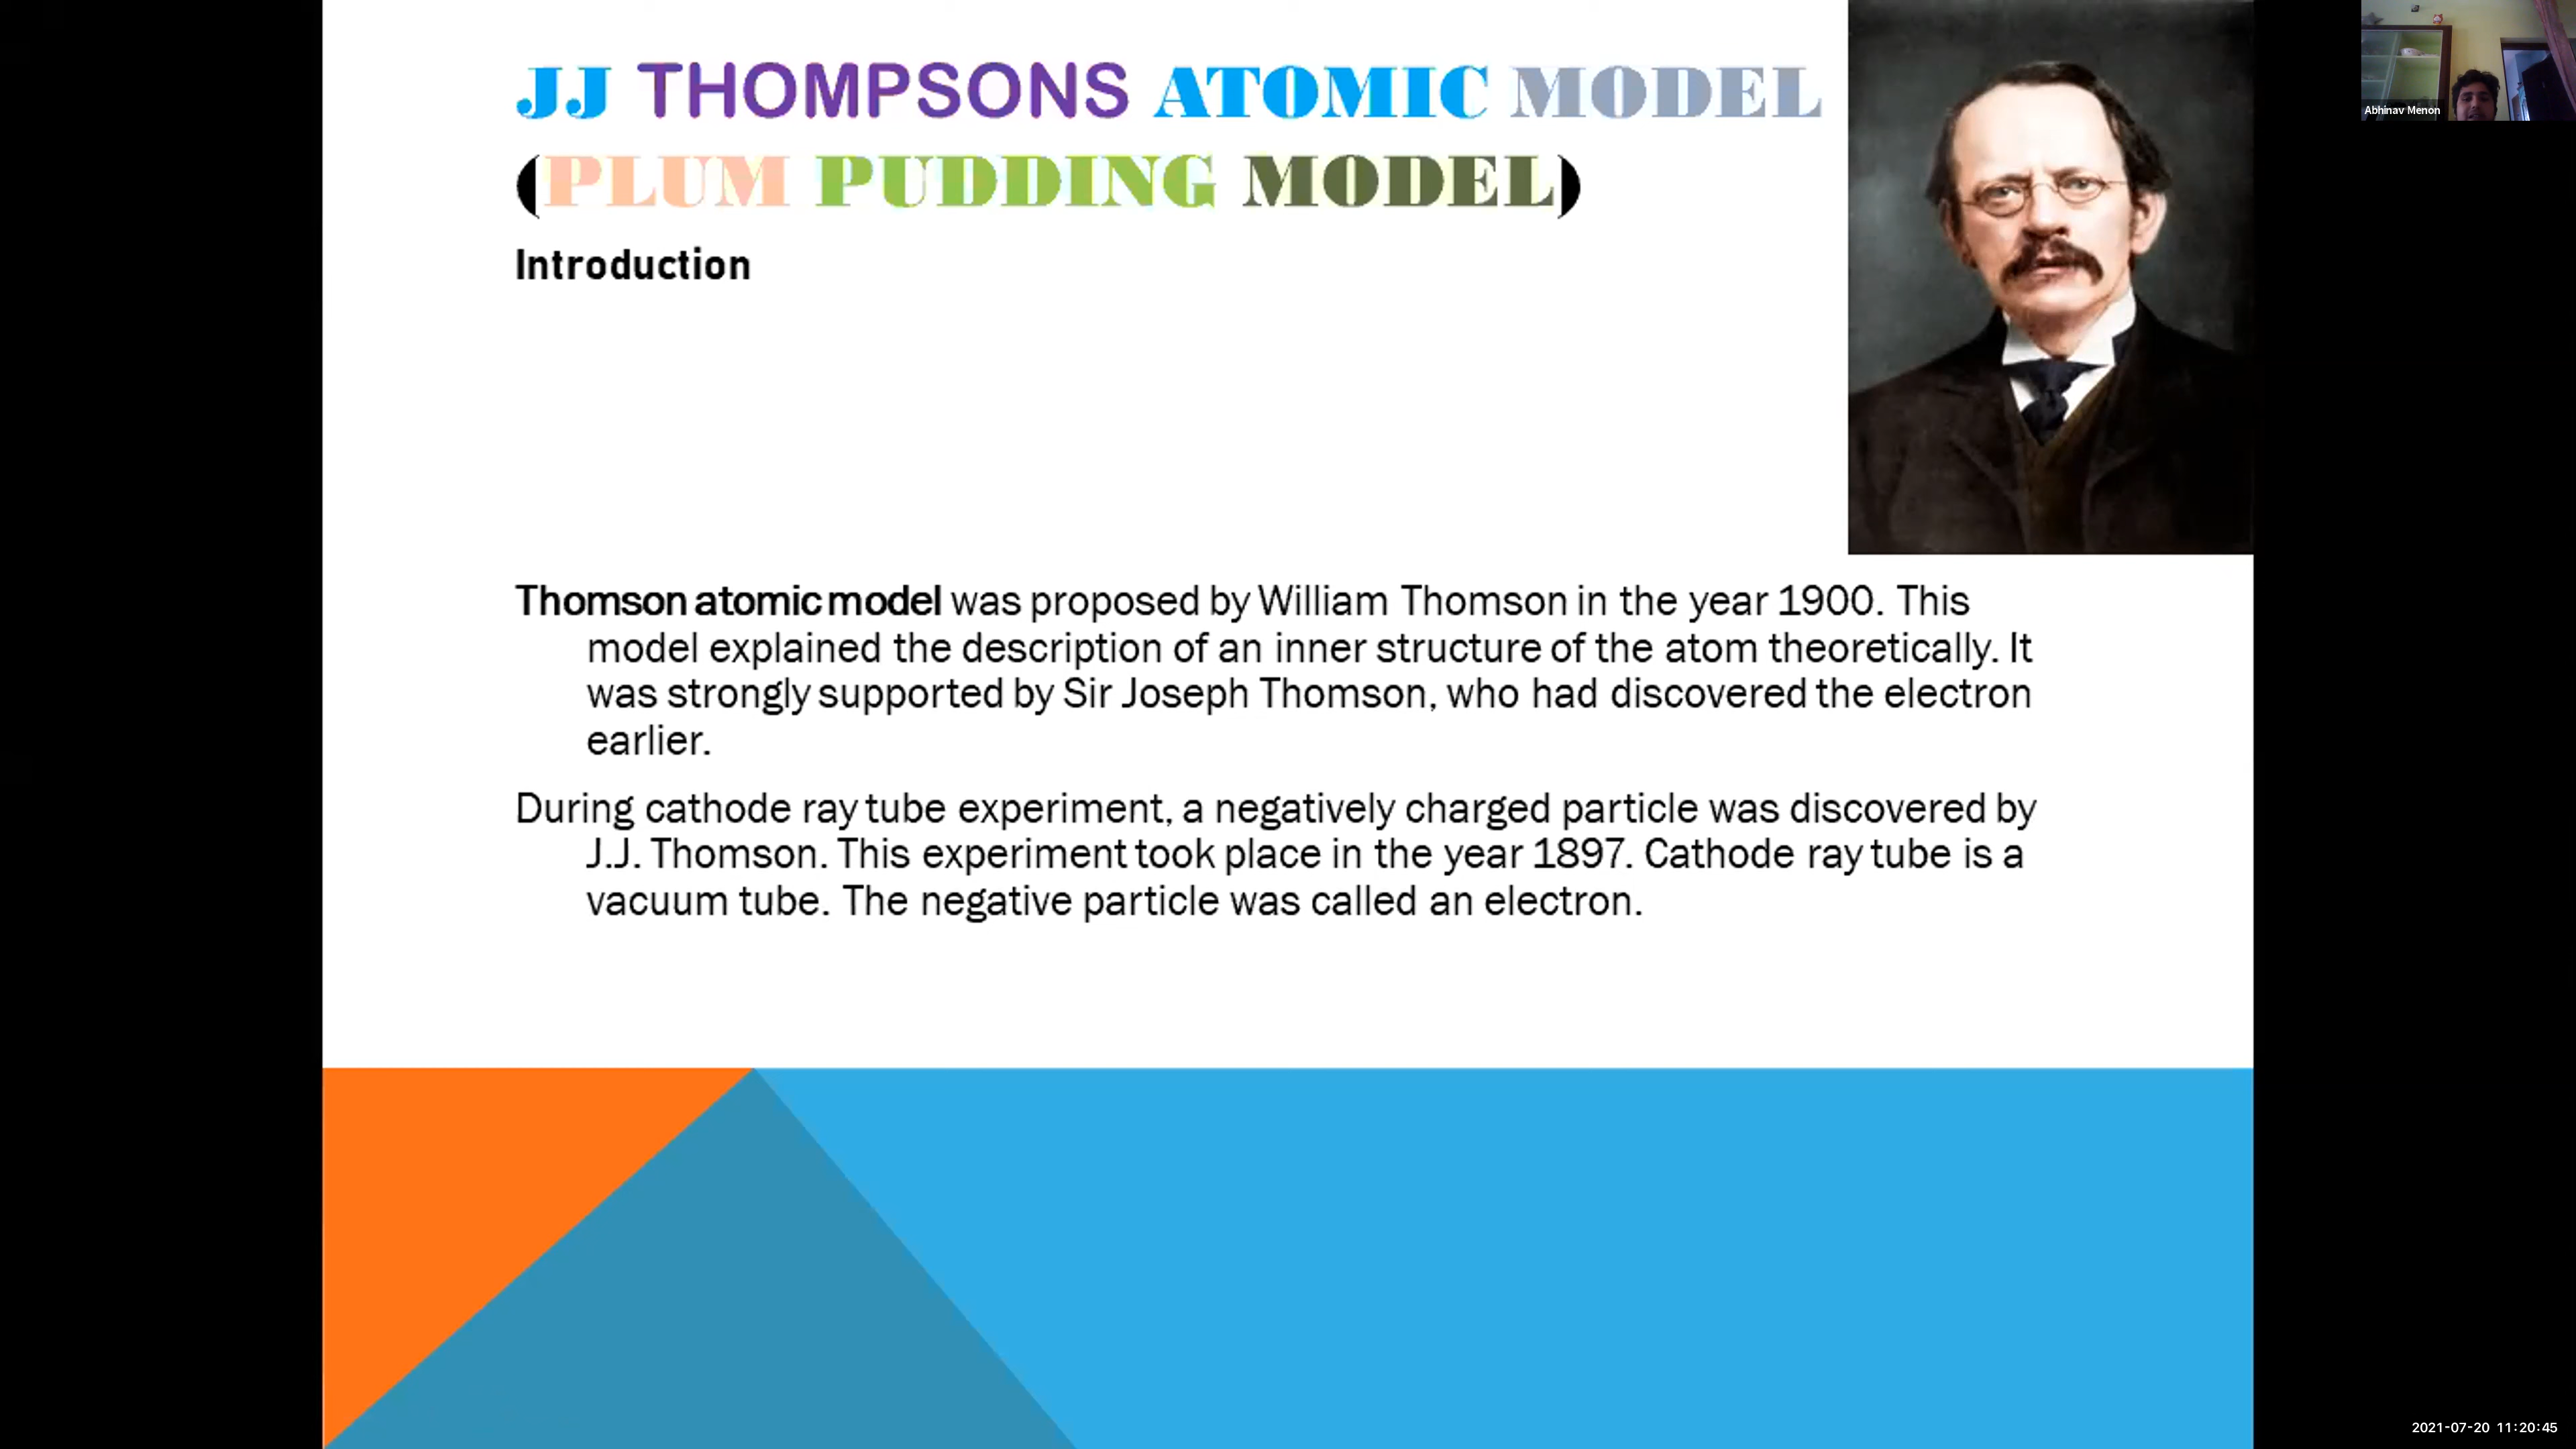 JJ THOMPSONS ATOMIC MODEL
(PLUM PUDDING MODEL)
Introduction
Thomson atomic model was proposed by William Thomson in the year 1900. This
model explained the description of an inner structure of the atom theoretically. It
was strongly supported by Sir Joseph Thomson, who had discovered the electron
earlier.
During cathode ray tube experiment, a negatively charged particle was discovered by
J.J. Thomson. This experiment took place in the year 1897. Cathode ray tube is a
vacuum tube. The negative particle was called an electron.
Abhinav Menon
2021-07-20 11:20:45